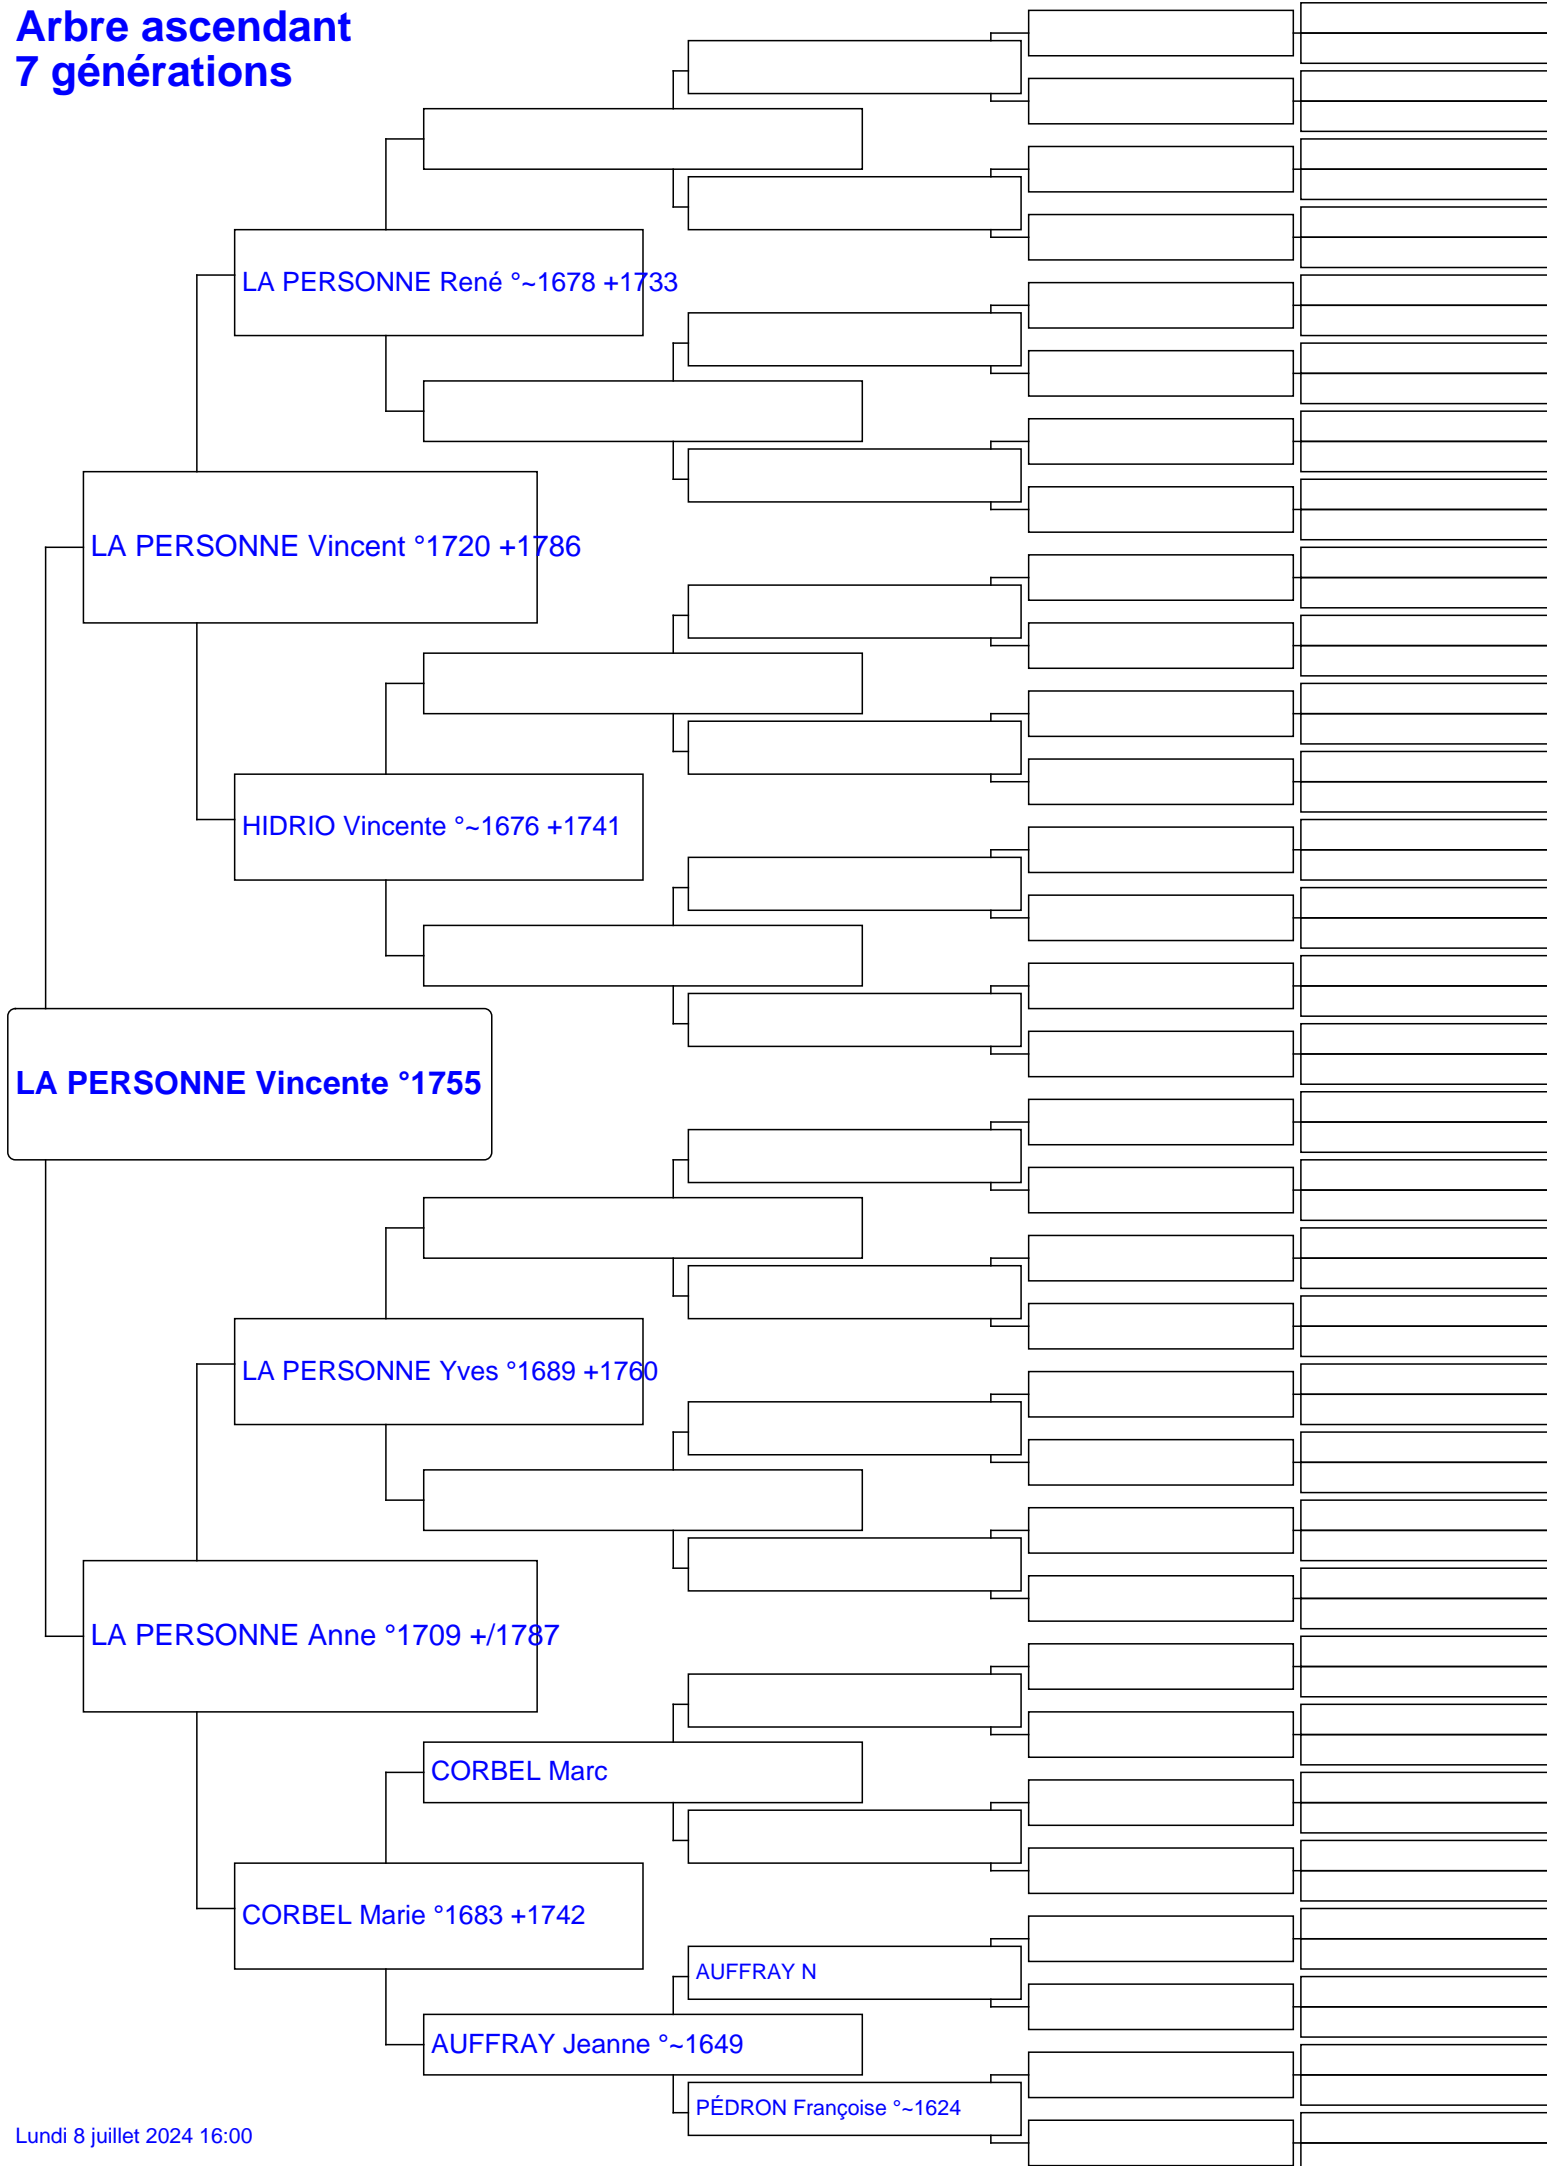 Arbre ascendant
7 générations
LA PERSONNE René °~1678 +1733
LA PERSONNE Vincent °1720 +1786
HIDRIO Vincente °~1676 +1741
LA PERSONNE Vincente °1755
LA PERSONNE Yves °1689 +1760
LA PERSONNE Anne °1709 +/1787
CORBEL Marc
CORBEL Marie °1683 +1742
AUFFRAY N
AUFFRAY Jeanne °~1649
PÉDRON Françoise °~1624
Lundi 8 juillet 2024 16:00